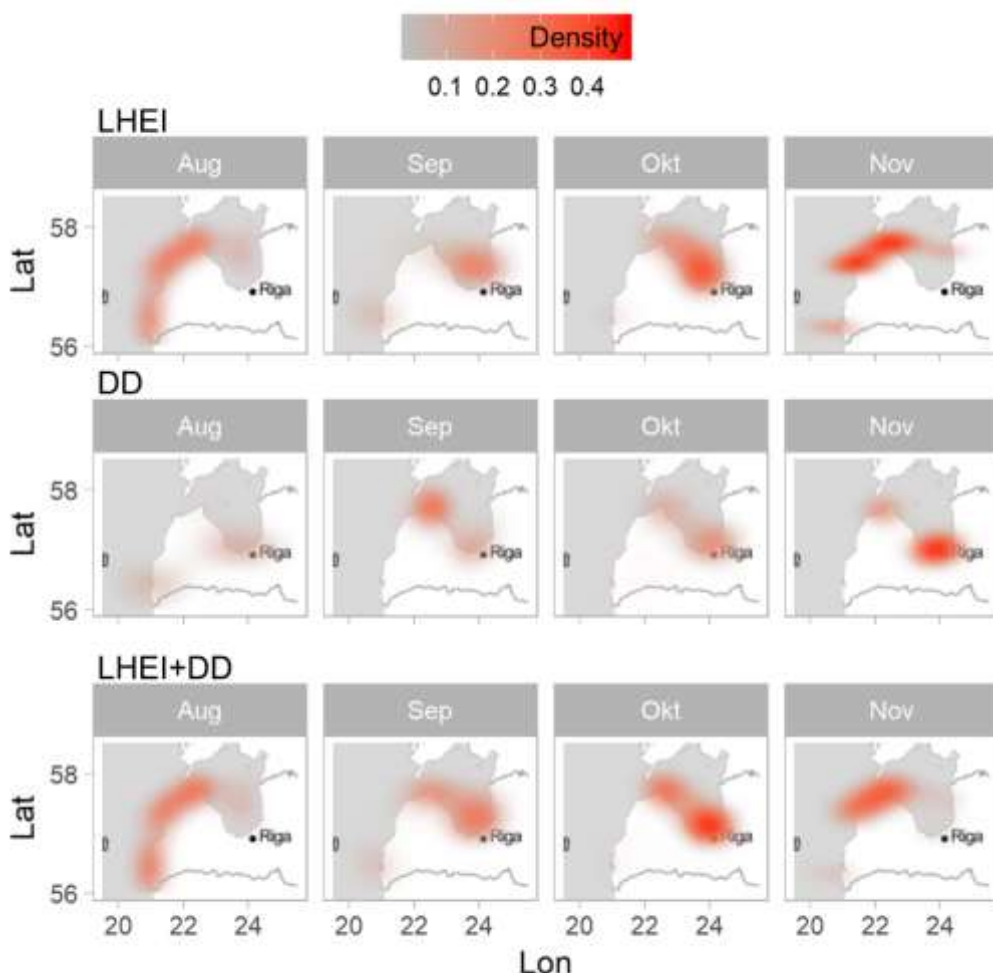 Density
0.1 0.2 0.3 0.4
LHEI
Aug Sep Okt Nov
58
56
Lat
Riga Riga Riga Riga
DD
Aug Sep Okt Nov
58
56
Lat
Riga Riga Riga Riga
LHEI+DD
Aug Sep Okt Nov
58
56
Lat
Riga Riga Riga Riga
20 22 24 20 22 24 20 22 24 20 22 24
Lon